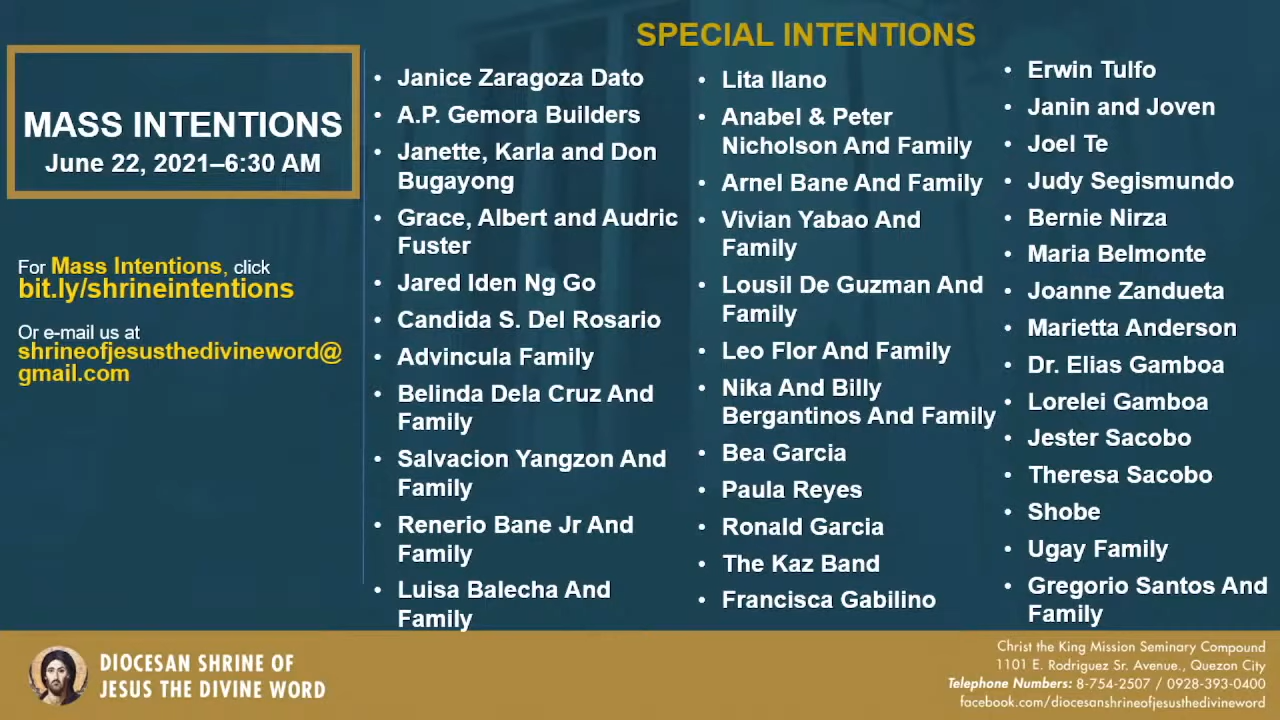 SPECIAL INTENTIONS
MASS INTENTIONS
June 22, 2021–6:30 AM
For Mass Intentions, click
bit.ly/shrineintentions
Or e-mail us at
shrineofjesusthedivineword@
gmail.com
• Janice Zaragoza Dato
• A.P. Gemora Builders
• Janette, Karla and Don
Bugayong
• Grace, Albert and Audric
Fuster
• Jared Iden Ng Go
• Candida S. Del Rosario
• Advincula Family
• Belinda Dela Cruz And
Family
• Salvacion Yangzon And
Family
• Renerio Bane Jr And
Family
• Luisa Balecha And
Family
• Lita Ilano
• Anabel & Peter
Nicholson And Family
• Arnel Bane And Family
• Vivian Yabao And
Family
• Lousil De Guzman And
Family
• Leo Flor And Family
• Nika And Billy
Bergantinos And Family
• Bea Garcia
• Paula Reyes
• Ronald Garcia
• The Kaz Band
• Francisca Gabilino
• Erwin Tulfo
• Janin and Joven
• Joel Te
• Judy Segismundo
• Bernie Nirza
• Maria Belmonte
• Joanne Zandueta
• Marietta Anderson
• Dr. Elias Gamboa
• Lorelei Gamboa
• Jester Sacobo
• Theresa Sacobo
• Shobe
• Ugay Family
• Gregorio Santos And
Family
DIOCESAN SHRINE OF
JESUS THE DIVINE WORD
Christ the King Mission Seminary Compound
1101 E. Rodriguez Sr. Avenue., Quezon City
Telephone Numbers: 8-754-2507 / 0928-393-0400
facebook.com/diocesanshrineofjesusthedivineword